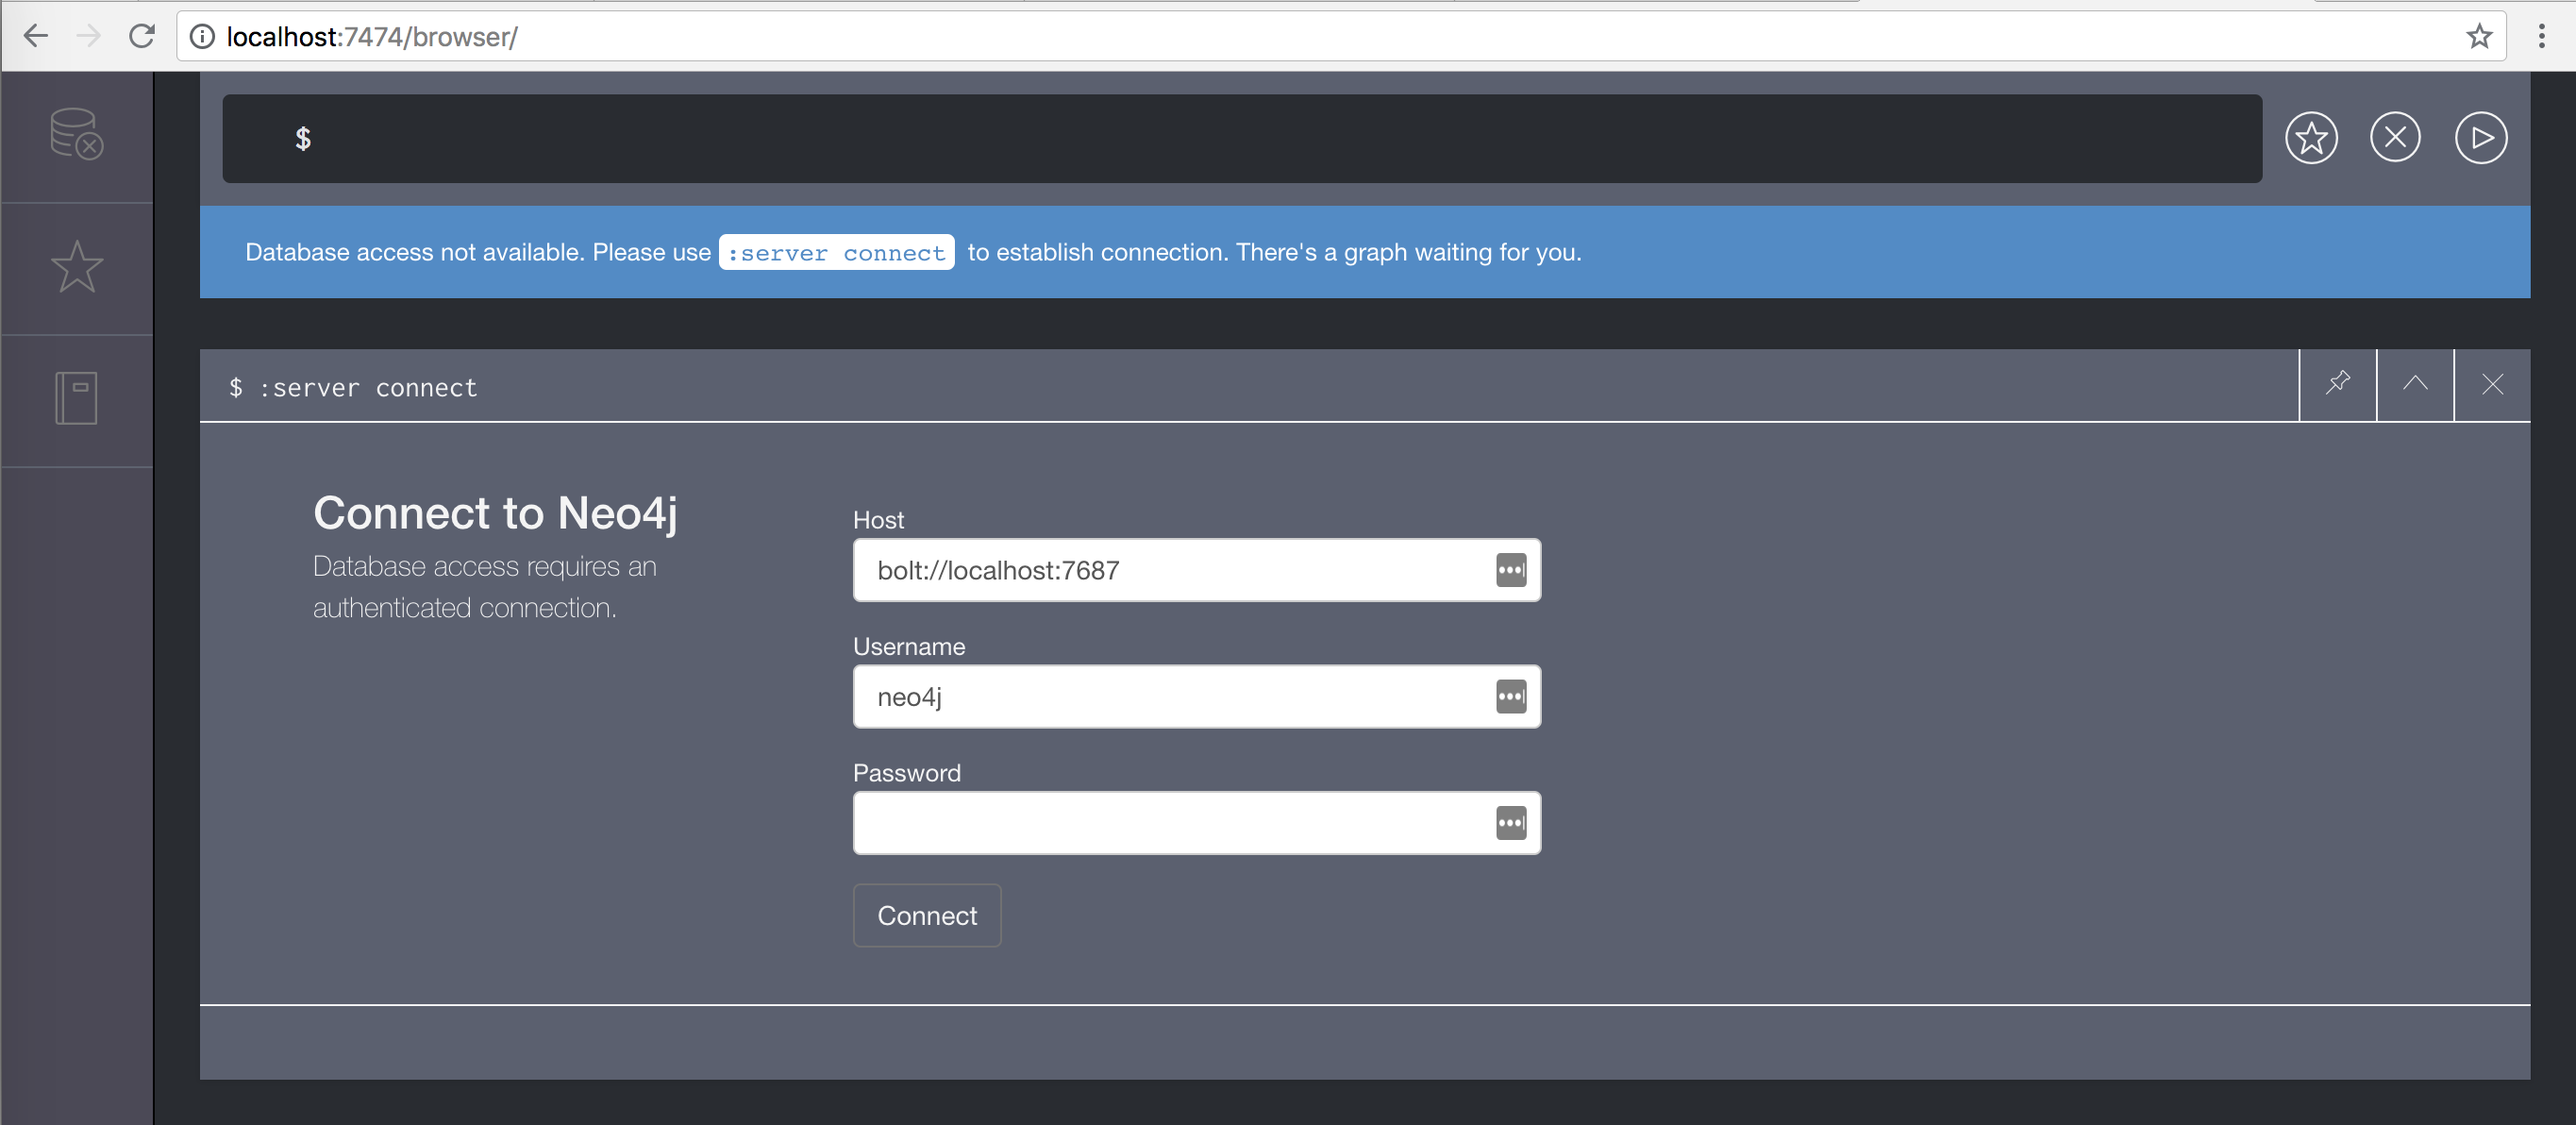 localhost:7474/browser/
$
Database access not available. Please use :server connect to establish connection. There's a graph waiting for you.
$ :server connect
Connect to Neo4j
Database access requires an
authenticated connection.
Host
bolt://localhost:7687
Username
neo4j
Password
Connect